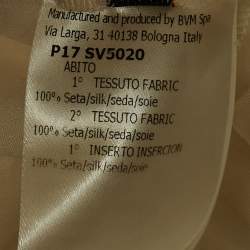 Manufactured and produced by BVM Spa
Via Larga, 31 40138 Bologna Italy
P17 SV5020
ABITO
1° TESSUTO FABRIC
100% Seta/silk/seda/soie
2° TESSUTO FABRIC
100% Seta/silk/seda/soie
1° INSERTO INSERCION
100% Seta/silk/seda/soie